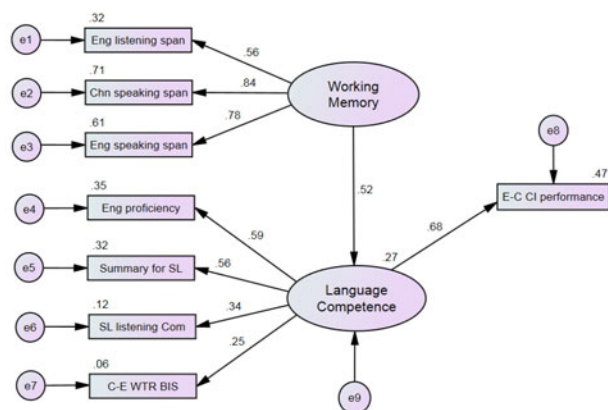 .32
e1
Eng listening span
.56
.71
e2
Chn speaking span
.84
Working
Memory
.61
e3
Eng speaking span
.78
e8
.47
E-C CI performance
.52
.35
e4
Eng proficiency
.59
.68
.27
.32
e5
Summary for SL
.56
Language
Competence
.12
e6
SL listening Com
.34
.25
.06
e7
C-E WTR BIS
e9